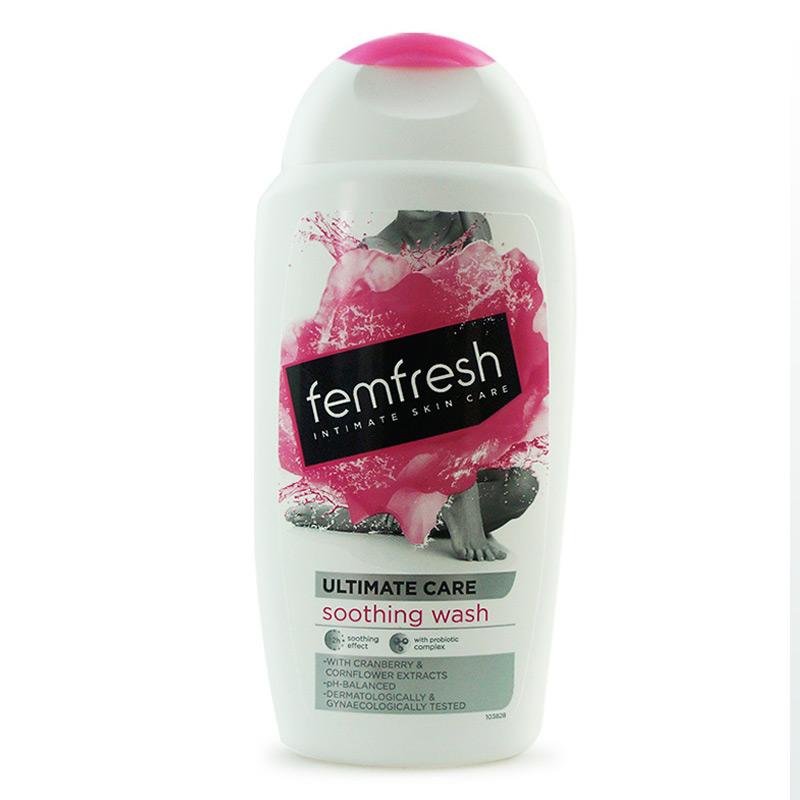 femfresh
INTIMATE SKIN CARE
ULTIMATE CARE
soothing wash
soothing
effect
with probiotic
complex
-WITH CRANBERRY &
CORNFLOWER EXTRACTS
-pH-BALANCED
-DERMATOLOGICALLY &
GYNAECOLOGICALLY TESTED
103828